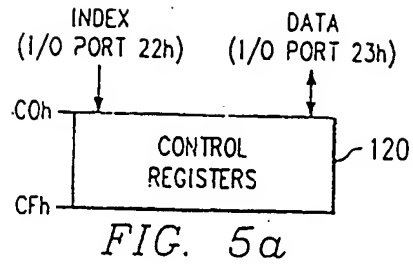 INDEX
(I/O PORT 22h)
DATA
(I/O PORT 23h)
C0h
CONTROL
REGISTERS
120
CFh
FIG. 5a